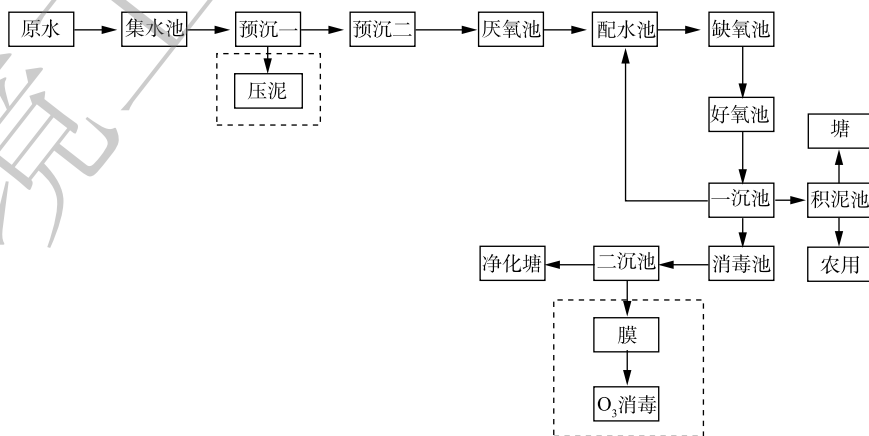 原水
集水池
预沉一
预沉二
厌氧池
配水池
缺氧池
压泥
好氧池
塘
一沉池
积泥池
净化塘
二沉池
消毒池
农用
膜
O₃消毒
境